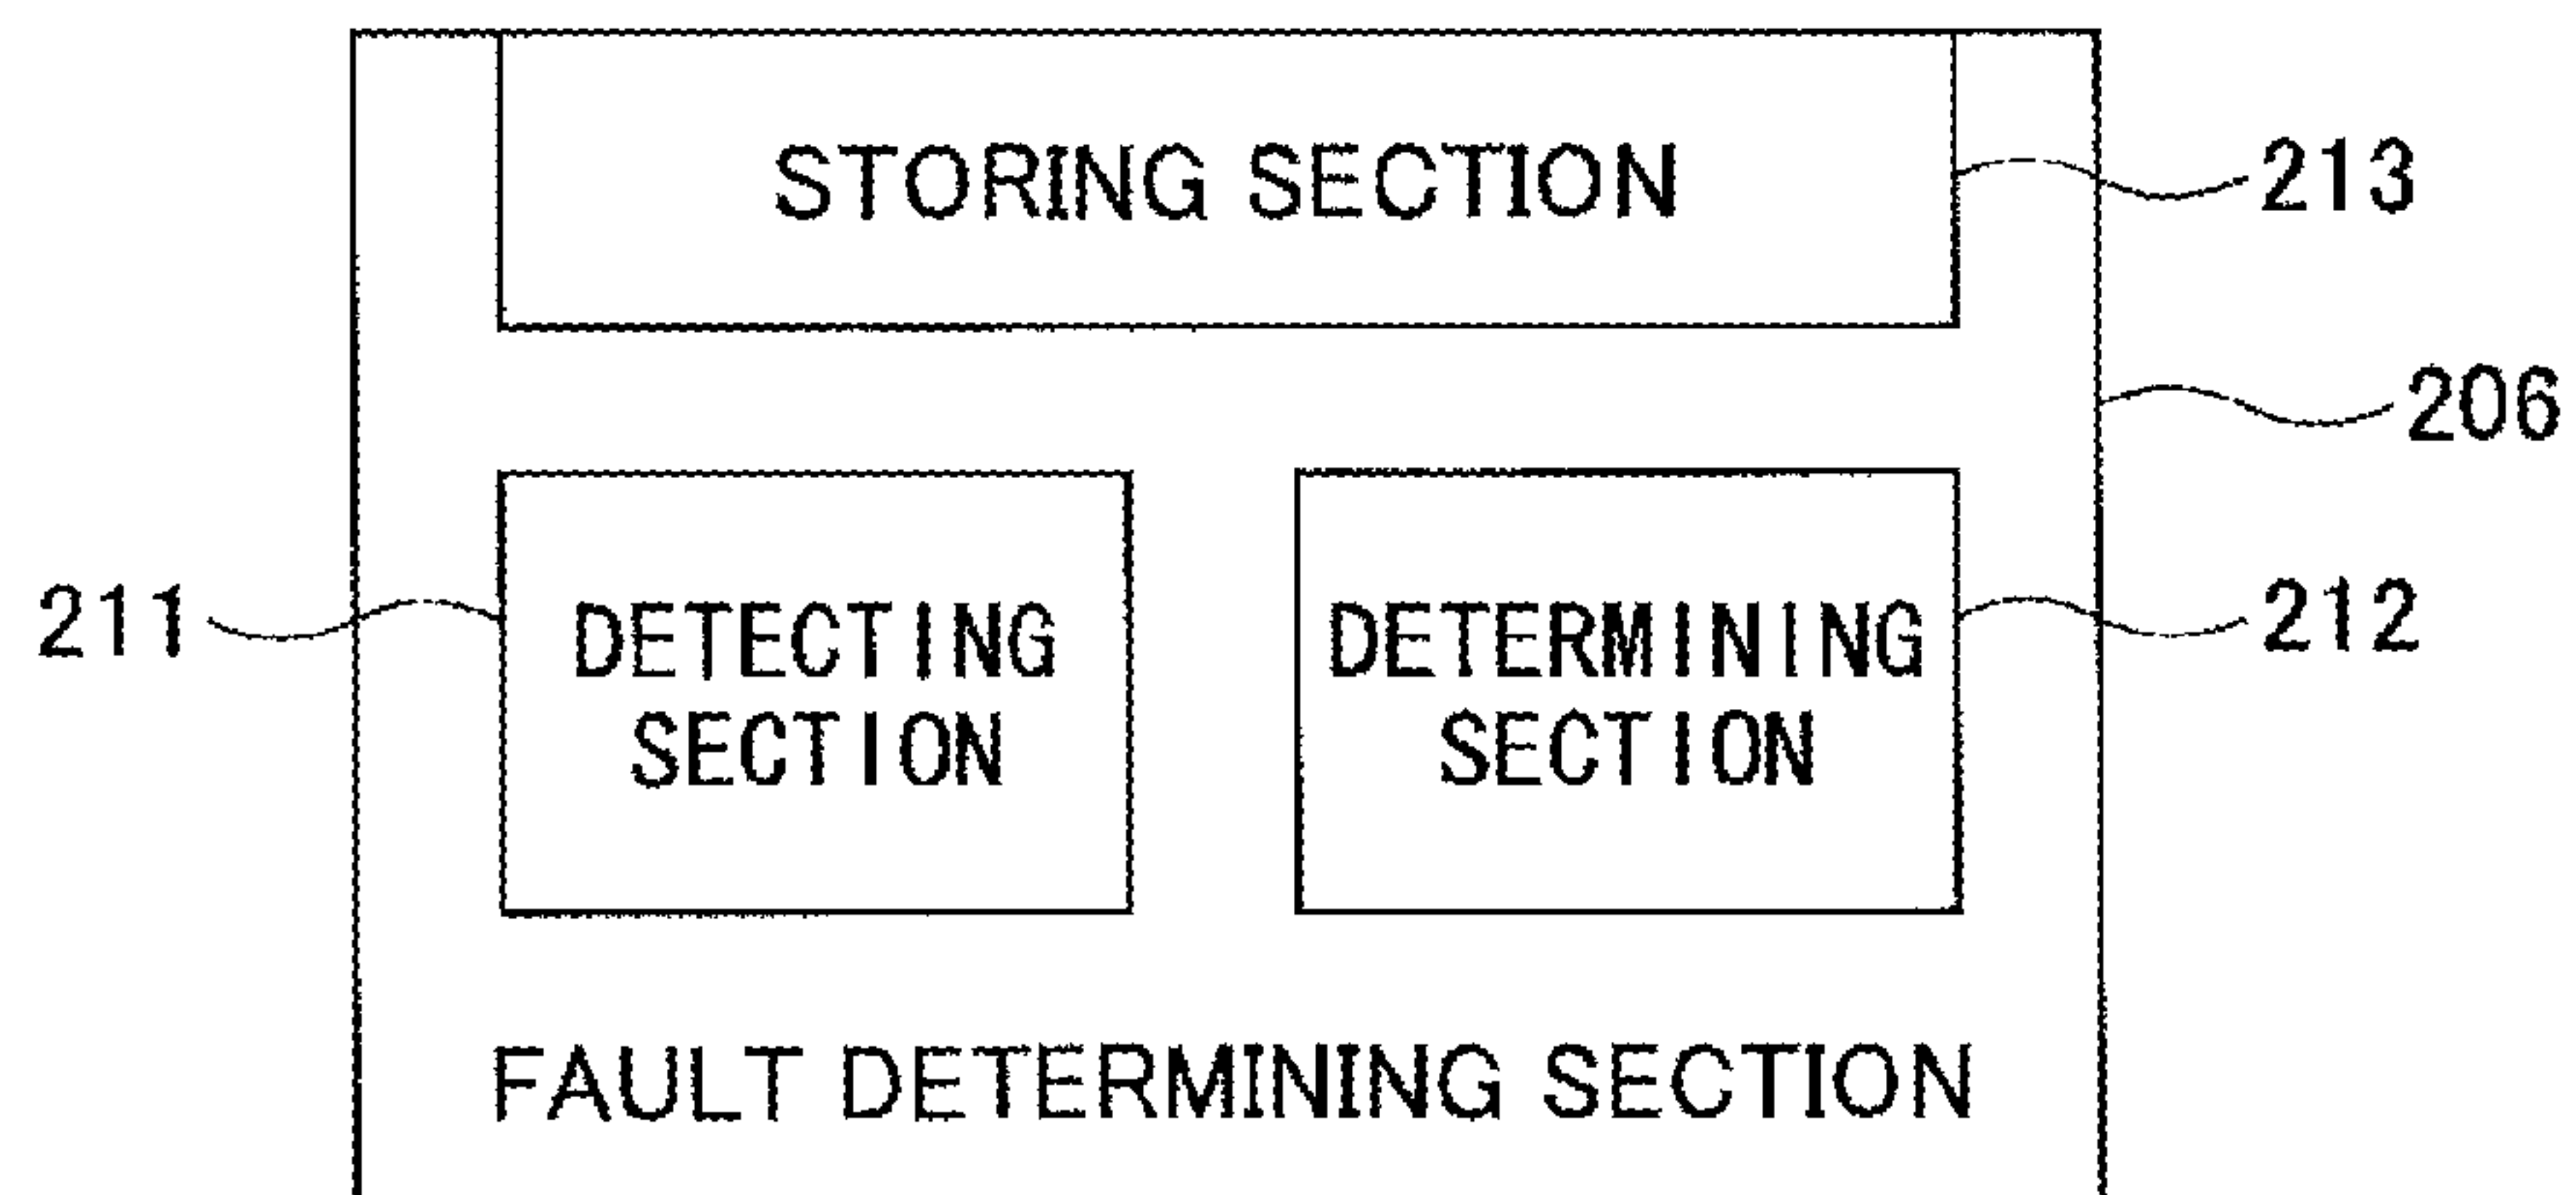 STORING SECTION
213
206
211
DETECTING
SECTION
DETERMINING
SECTION
212
FAULT DETERMINING SECTION